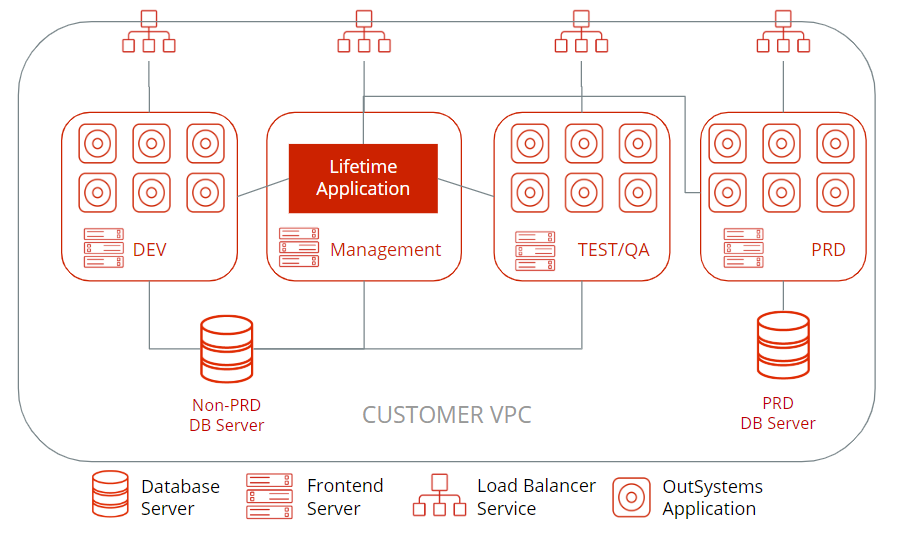 Lifetime
Application
DEV
Management
TEST/QA
PRD
Non-PRD
DB Server
CUSTOMER VPC
PRD
DB Server
Database
Server
Frontend
Server
Load Balancer
Service
OutSystems
Application